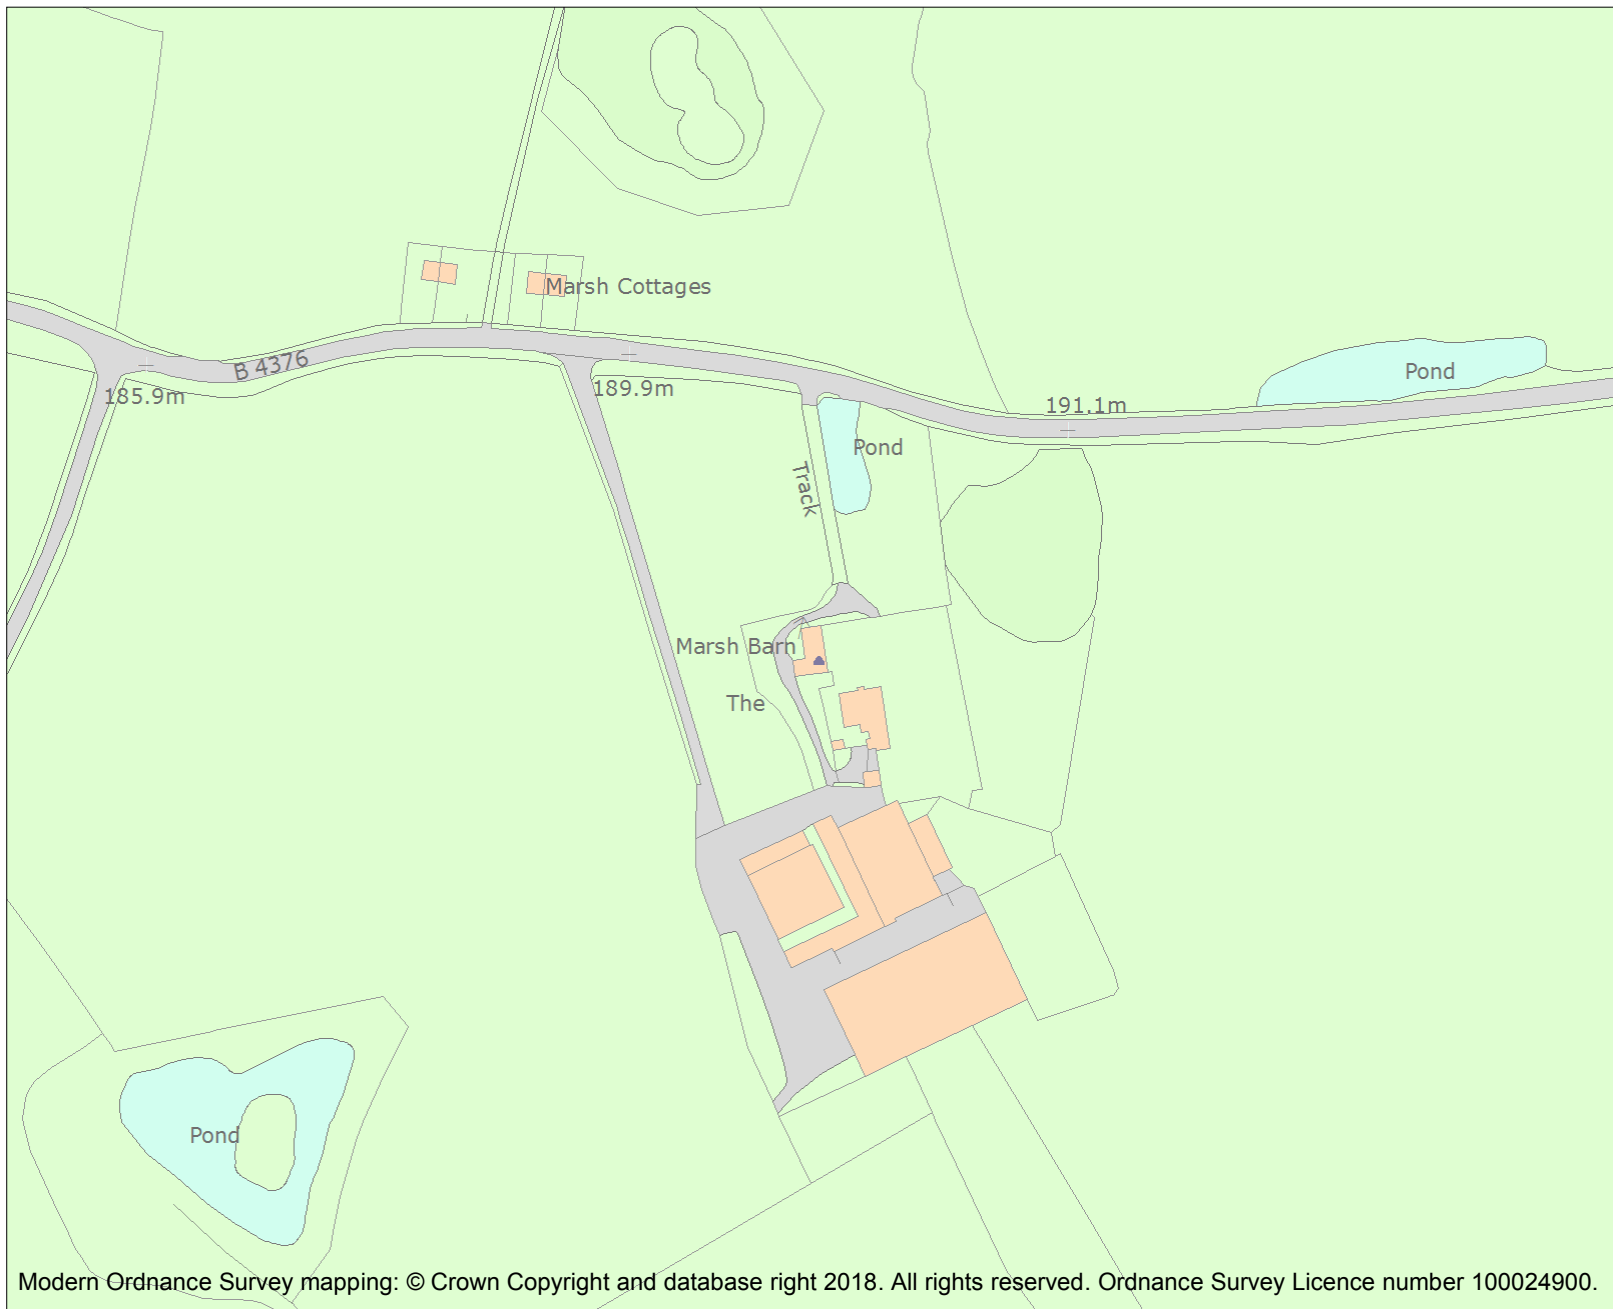 Marsh Cottages
B 4376
185.9m
189.9m
191.1m
Pond
Pond
Track
Marsh Barn
The
Pond
Modern Ordnance Survey mapping: © Crown Copyright and database right 2018. All rights reserved. Ordnance Survey Licence number 100024900.